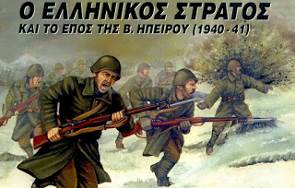 Ο ΕΛΛΗΝΙΚΟΣ ΣΤΡΑΤΟΣ
ΚΑΙ ΤΟ ΕΠΟΣ ΤΗΣ Β. ΗΠΕΙΡΟΥ (1940-41)